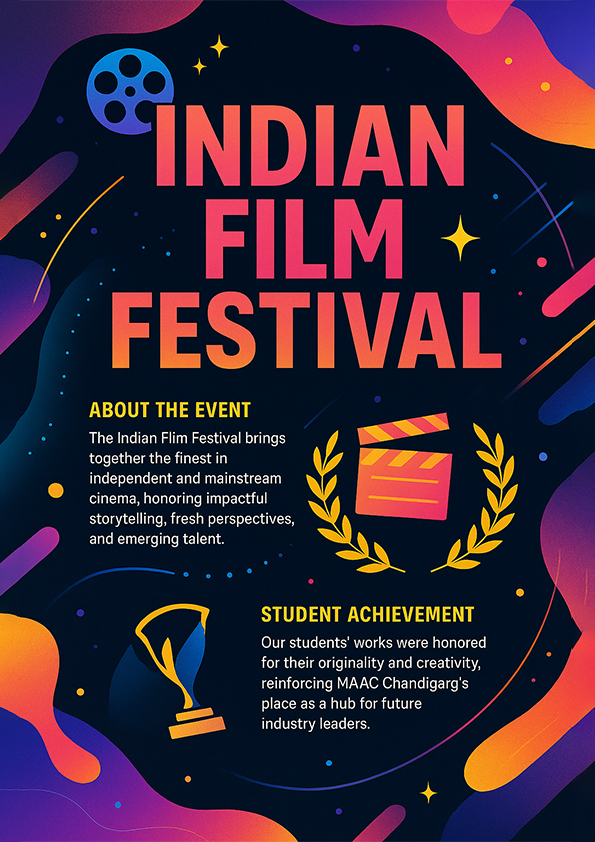 INDIAN
FILM
FESTIVAL
ABOUT THE EVENT
The Indian Flim Festival brings
together the finest in
independent and mainstream
cinema, honoring impactful
storytelling, fresh perspectives,
and emerging talent.
STUDENT ACHIEVEMENT
Our students' works were honored
for their originality and creativity,
reinforcing MAAC Chandigarg's
place as a hub for future
industry leaders.